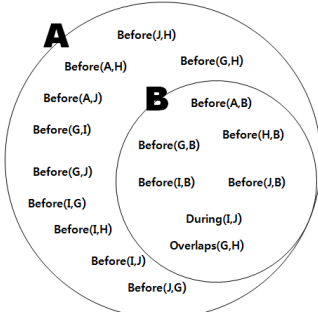 A
Before(J,H)
Before(A,H)
Before(G,H)
Before(A,J)
B
Before(A,B)
Before(G,I)
Before(H,B)
Before(G,B)
Before(G,J)
Before(I,B)
Before(J,B)
Before(I,G)
During(I,J)
Before(I,H)
Overlaps(G,H)
Before(I,J)
Before(J,G)